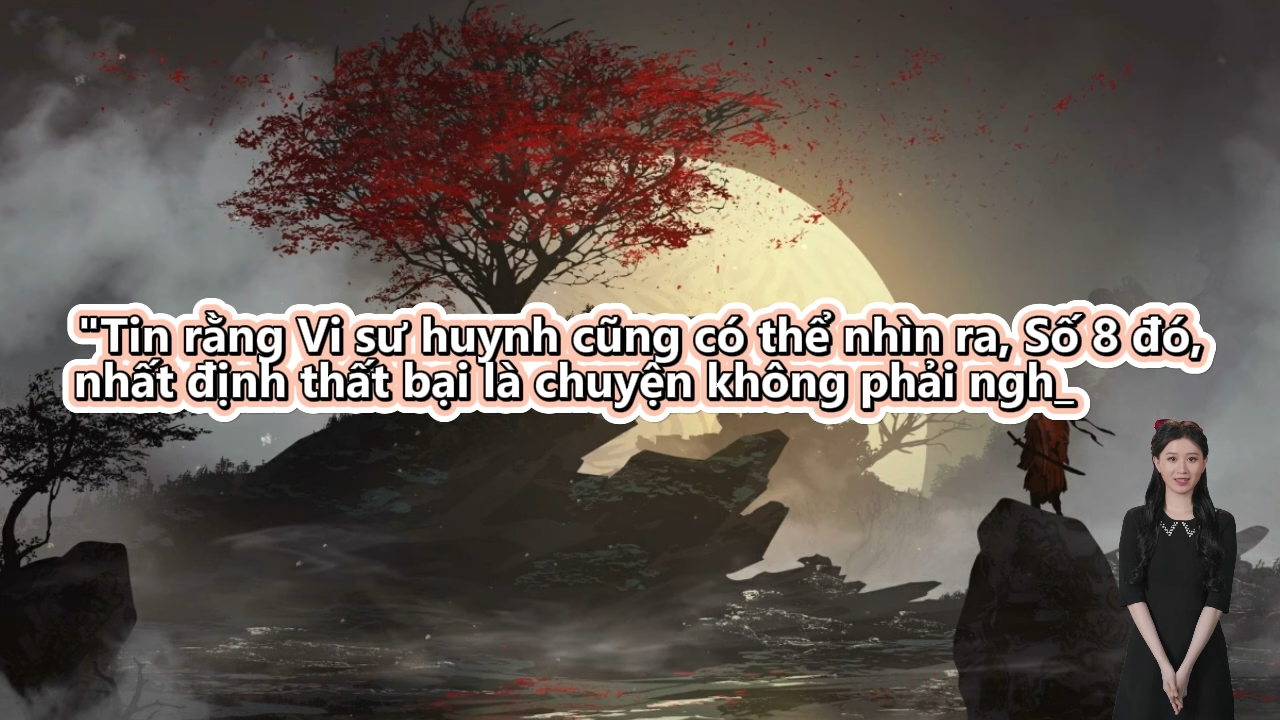 "Tin rằng Vi sư huynh cũng có thể nhìn ra, Số 8 đó,
nhất định thất bại là chuyện không phải ngh_